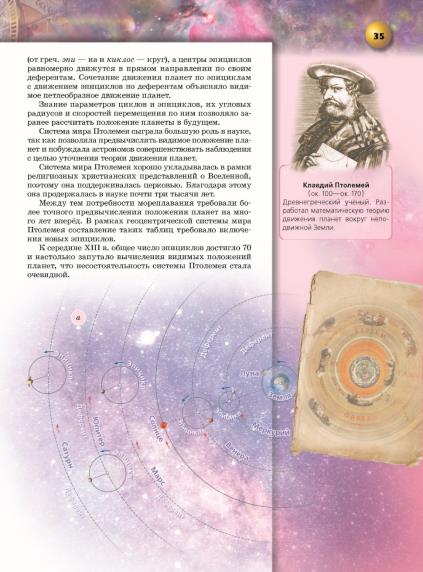 35
(от греч. эпи — на и киклос — круг), а центры эпициклов
равномерно движутся в прямом направлении по своим
деферентам. Сочетание движения планет по эпициклам
с движением эпициклов по деферентам объясняло види-
мое петлеобразное движение планет.
Знание параметров циклов и эпициклов, их угловых
радиусов и скоростей перемещения по ним позволяло за-
ранее рассчитать положение планеты в будущем.
Система мира Птолемея сыграла большую роль в науке,
так как позволяла предвычислить видимое положение пла-
нет и побуждала астрономов совершенствовать наблюдения
с целью уточнения теории движения планет.
Система мира Птолемея хорошо укладывалась в рамки
религиозных христианских представлений о Вселенной,
поэтому она поддерживалась церковью. Благодаря этому
она продержалась в науке почти три тысячи лет.
Между тем потребности мореплавания требовали бо-
лее точного предвычисления положения планет на мно-
го лет вперёд. В рамках геоцентрической системы мира
Птолемея составление таких таблиц требовало включе-
ния новых эпициклов.
К середине XIII в. общее число эпициклов достигло 70
и настолько запутало вычисления видимых положений
планет, что несостоятельность системы Птолемея стала
очевидной.
Клавдий Птолемей
(ок. 100—ок. 170)
Древнегреческий учёный. Раз-
работал математическую теорию
движения планет вокруг непо-
движной Земли.
а
Эпицикл
Эпицикл
Деферент
Деферент
Луна
Земля
Меркурий
Венера
Солнце
Марс
Юпитер
Сатурн
Эпицикл